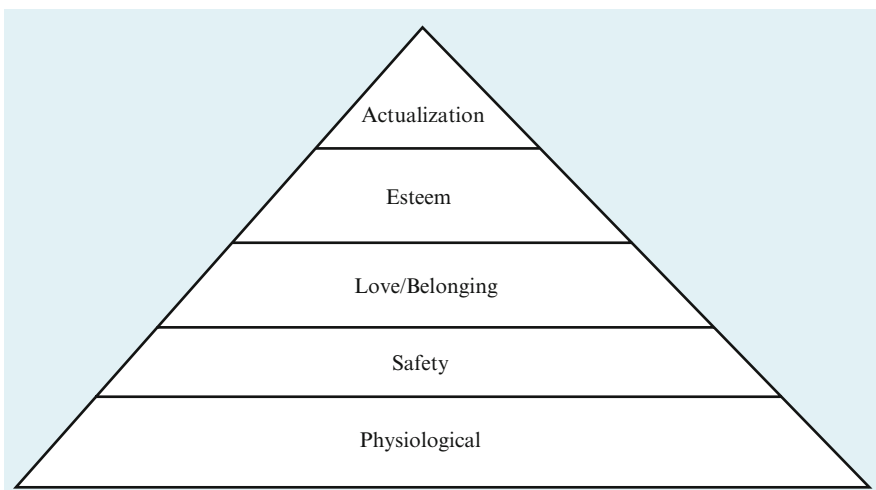 Actualization
Esteem
Love/Belonging
Safety
Physiological